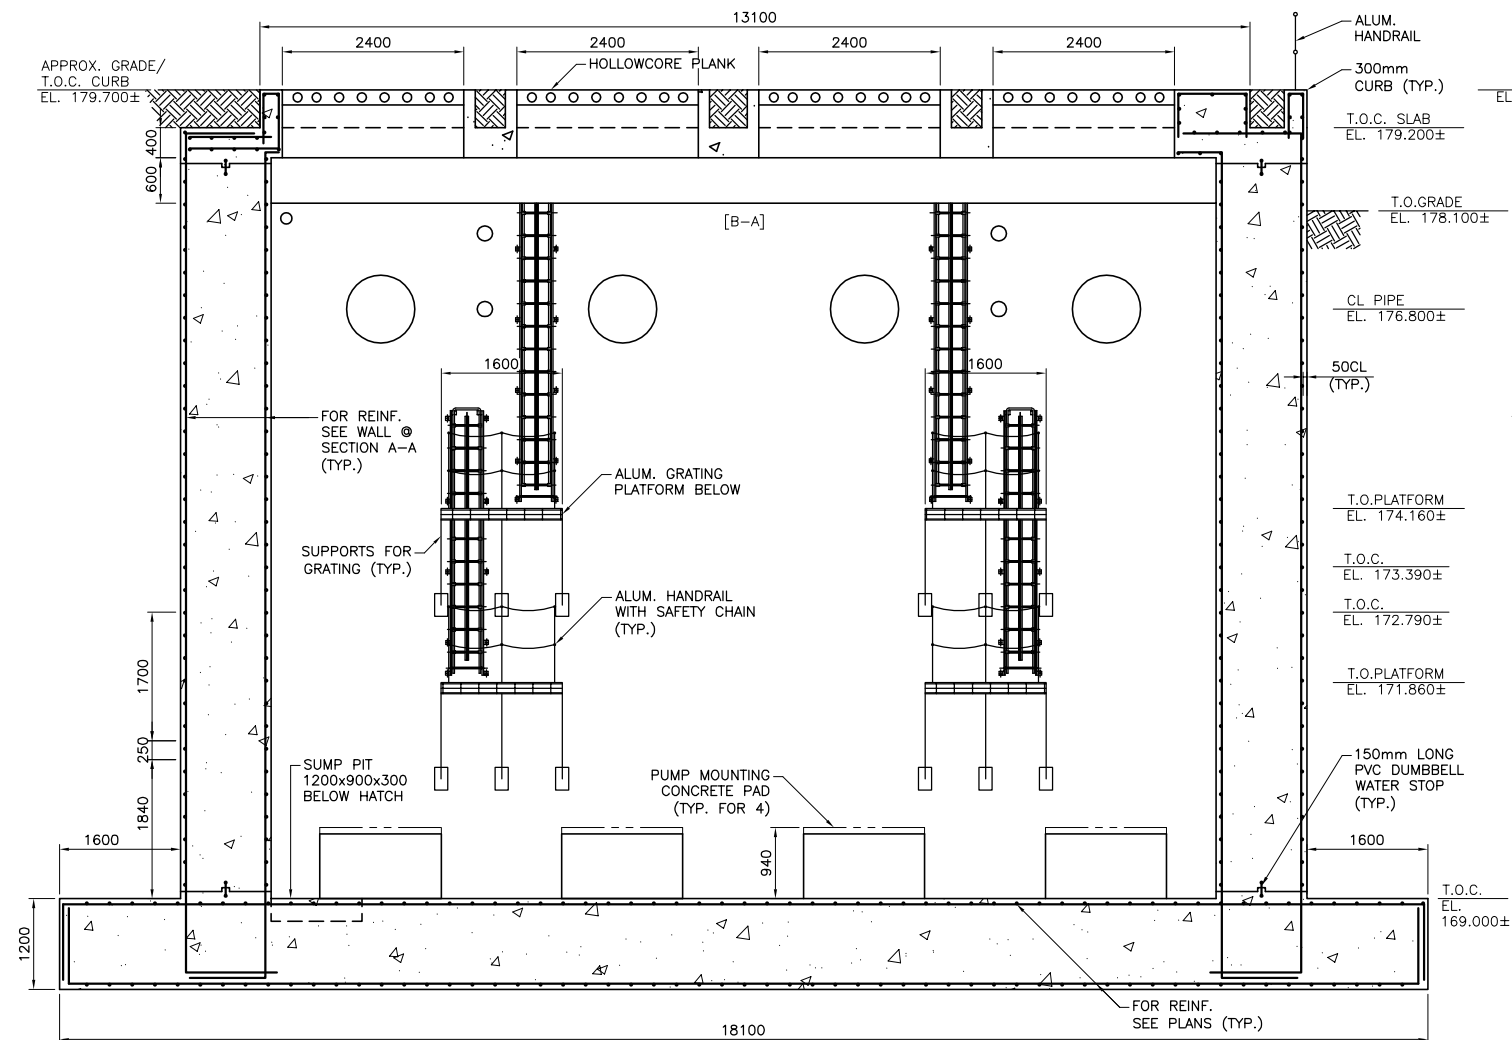 13100
2400
2400
2400
2400
ALUM.
HANDRAIL
HOLLOWCORE PLANK
APPROX. GRADE/
T.O.C. CURB
EL. 179.700±
300mm
CURB (TYP.)
EL
T.O.C. SLAB
EL. 179.200±
400
600
T.O.GRADE
EL. 178.100±
[B-A]
CL PIPE
EL. 176.800±
1600
1600
50CL
(TYP.)
FOR REINF.
SEE WALL @
SECTION A-A
(TYP.)
ALUM. GRATING
PLATFORM BELOW
T.O.PLATFORM
EL. 174.160±
SUPPORTS FOR
GRATING (TYP.)
T.O.C.
EL. 173.390±
ALUM. HANDRAIL
WITH SAFETY CHAIN
(TYP.)
T.O.C.
EL. 172.790±
1700
T.O.PLATFORM
EL. 171.860±
250
SUMP PIT
1200x900x300
BELOW HATCH
PUMP MOUNTING
CONCRETE PAD
(TYP. FOR 4)
150mm LONG
PVC DUMBBELL
WATER STOP
(TYP.)
1840
1600
940
1600
T.O.C.
EL.
169.000±
1200
FOR REINF.
SEE PLANS (TYP.)
18100